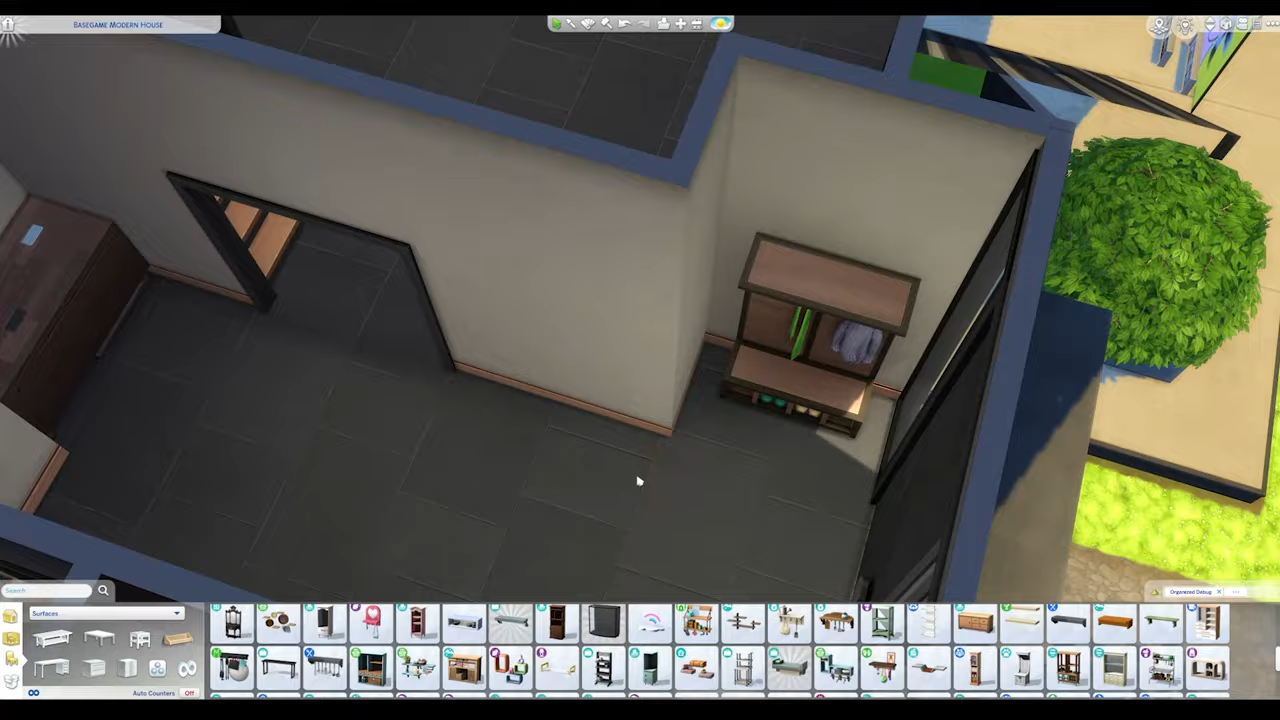 BASEGAME MODERN HOUSE
Search
Surfaces
Organized Debug
Auto Counters
Off